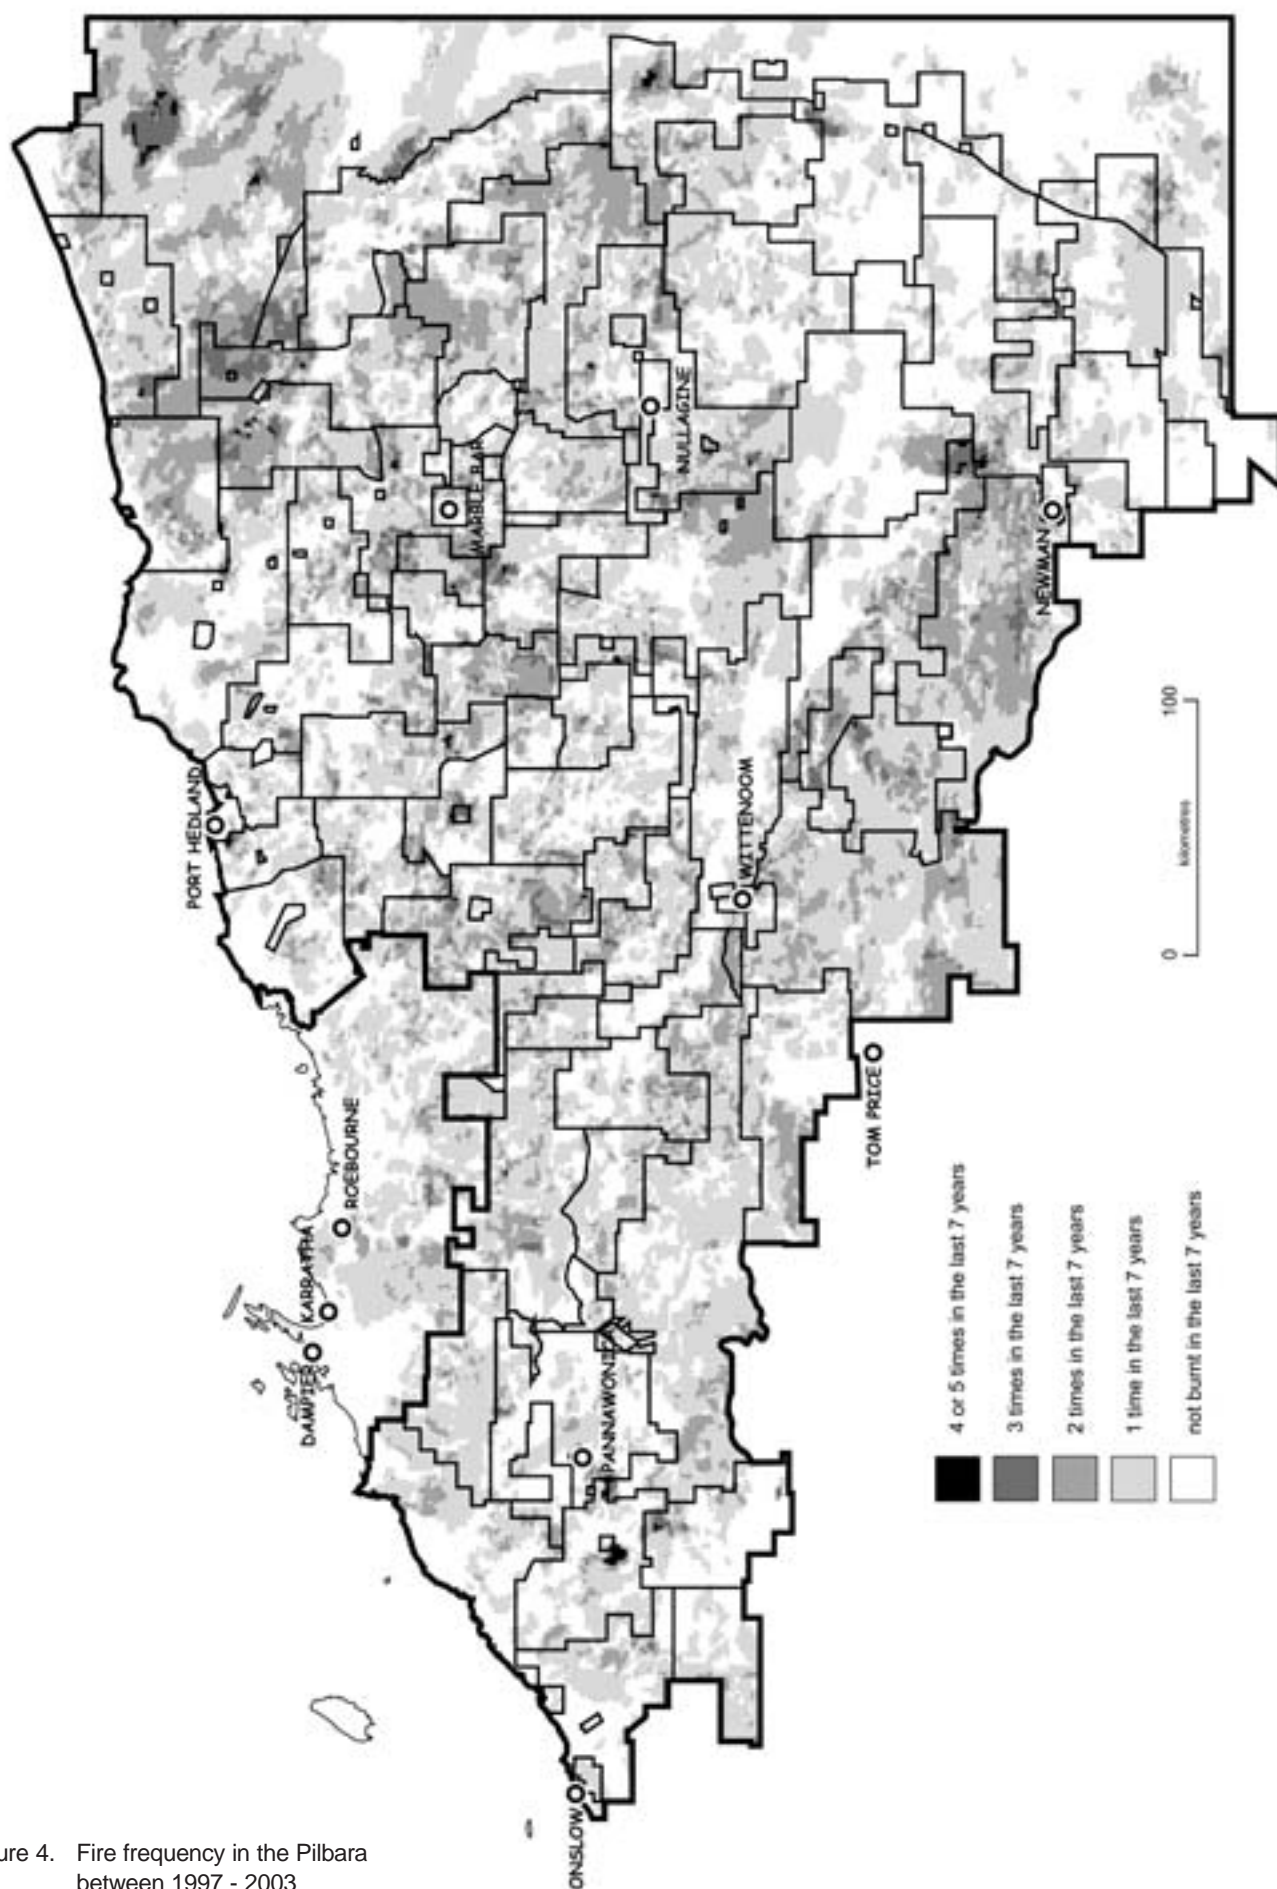 PORT HEDLAND
MARBLE BAR
NULLAGINE
NEWMAN
WITTENOOM
ROEBOURNE
KARRATHA
DAMPIER
TOM PRICE
PANNAWONIC
ONSLOW
0
100
kilometres
4 or 5 times in the last 7 years
3 times in the last 7 years
2 times in the last 7 years
1 time in the last 7 years
not burnt in the last 7 years
ure 4. Fire frequency in the Pilbara
between 1997 - 2003